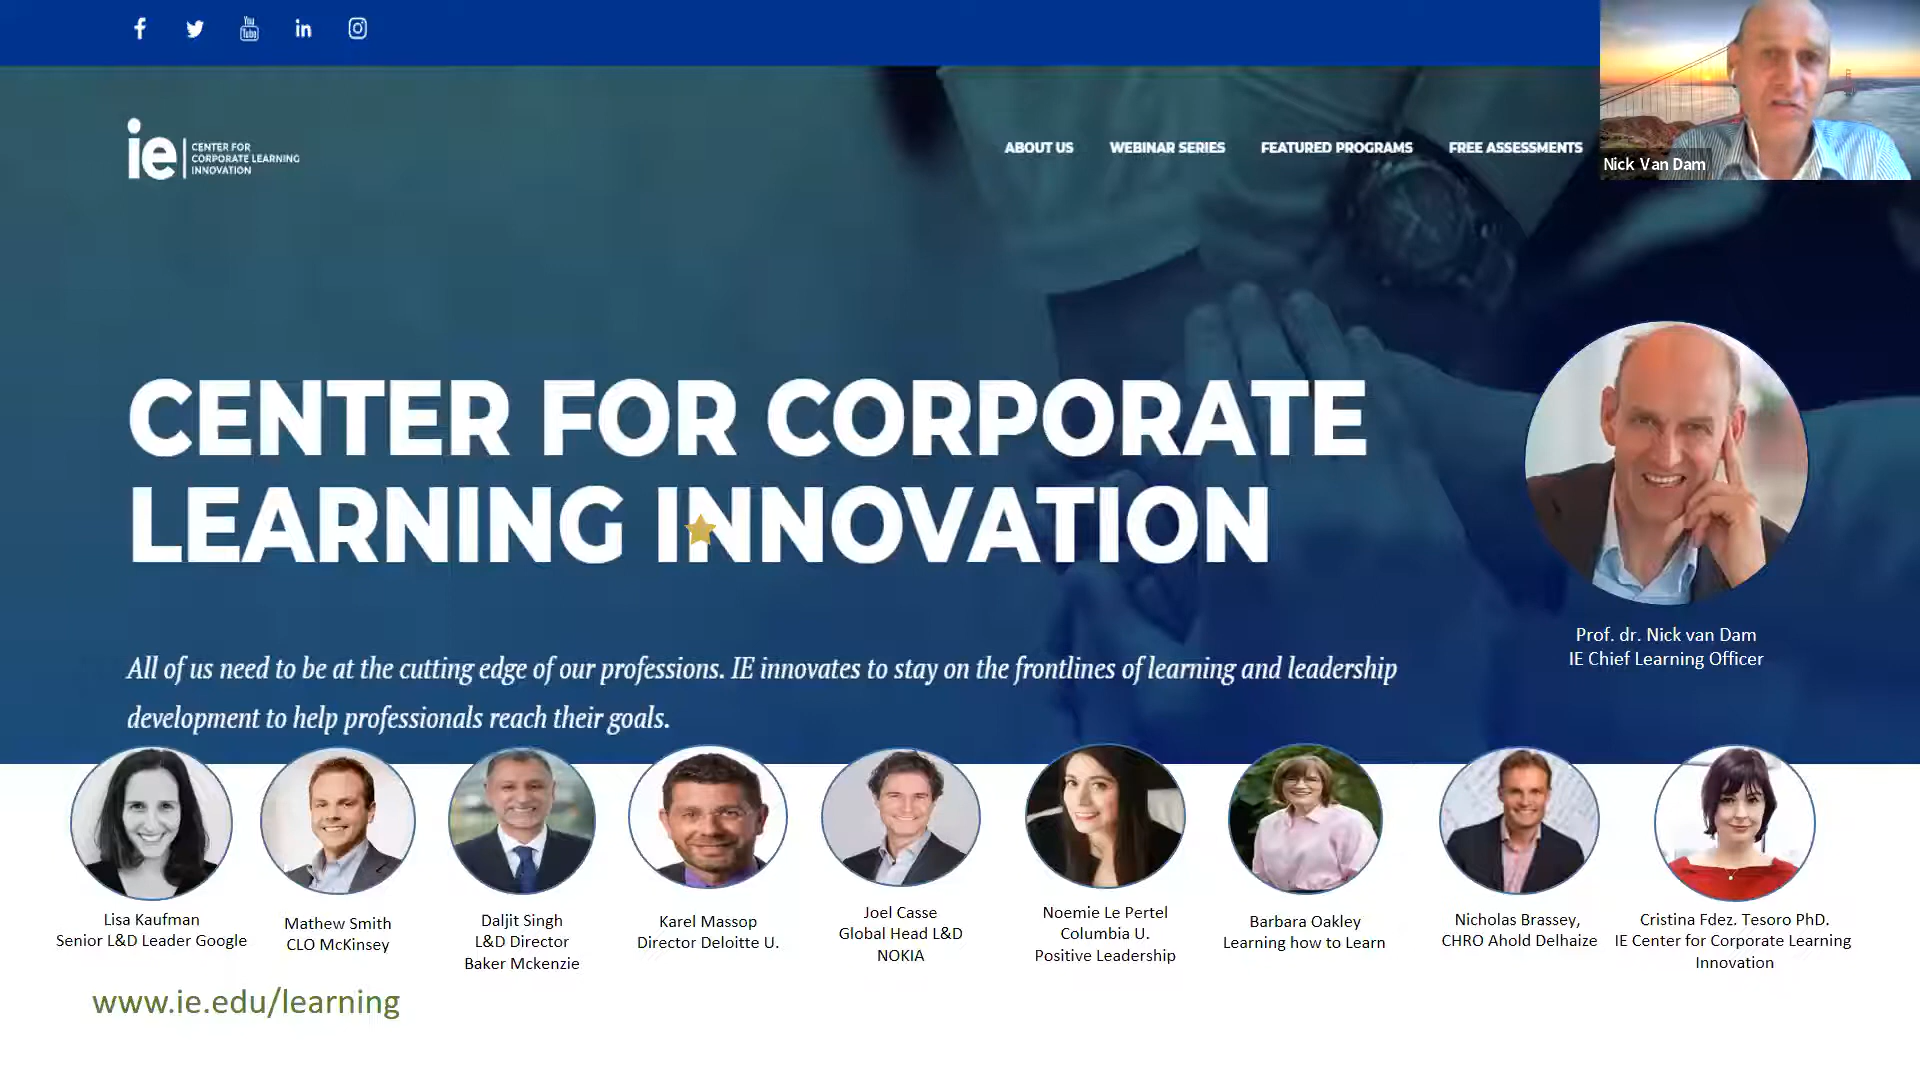 You
Tube
ie
CENTER FOR
CORPORATE LEARNING
INNOVATION
ABOUT US
WEBINAR SERIES
FEATURED PROGRAMS
FREE ASSESSMENTS
Nick Van Dam
CENTER FOR CORPORATE
LEARNING INNOVATION
Prof. dr. Nick van Dam
IE Chief Learning Officer
All of us need to be at the cutting edge of our professions. IE innovates to stay on the frontlines of learning and leadership
development to help professionals reach their goals.
Lisa Kaufman
Senior L&D Leader Google
Mathew Smith
CLO McKinsey
Daljit Singh
L&D Director
Baker Mckenzie
Karel Massop
Director Deloitte U.
Joel Casse
Global Head L&D
NOKIA
Noemie Le Pertel
Columbia U.
Positive Leadership
Barbara Oakley
Learning how to Learn
Nicholas Brassey,
CHRO Ahold Delhaize
Cristina Fdez. Tesoro PhD.
IE Center for Corporate Learning
Innovation
www.ie.edu/learning